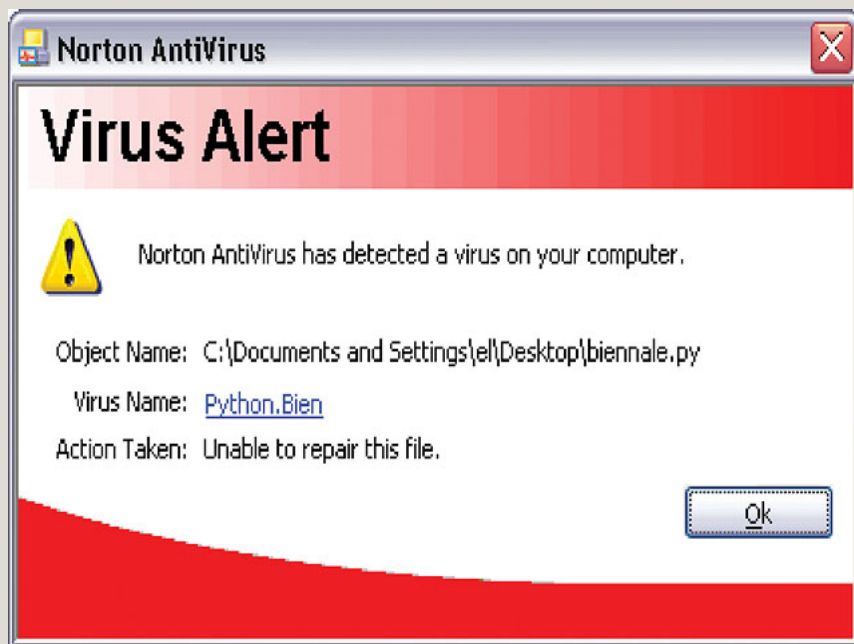 Norton AntiVirus
Virus Alert
Norton AntiVirus has detected a virus on your computer.
Object Name: C:\Documents and Settings\el\Desktop\biennale.py
Virus Name: Python.Bien
Action Taken: Unable to repair this file.
Ok